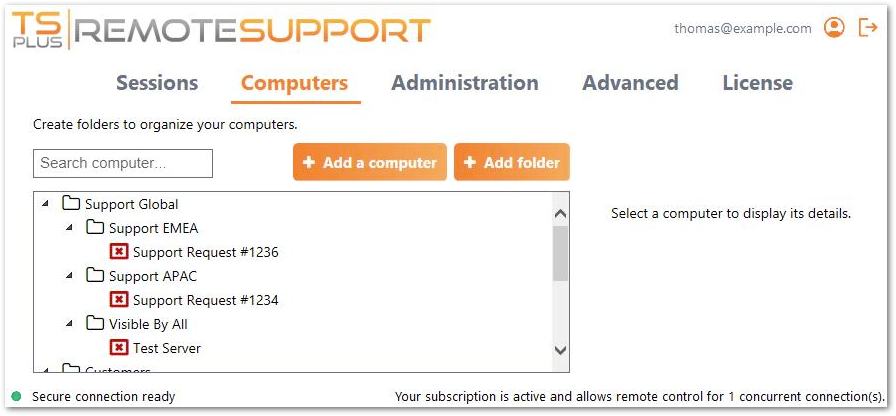 TSPLUS REMOTESUPPORT
thomas@example.com
Sessions Computers Administration Advanced License
Create folders to organize your computers.
Search computer...
+ Add a computer
+ Add folder
Support Global
Support EMEA
Support Request #1236
Support APAC
Support Request #1234
Visible By All
Test Server
Customers
Select a computer to display its details.
Secure connection ready
Your subscription is active and allows remote control for 1 concurrent connection(s).